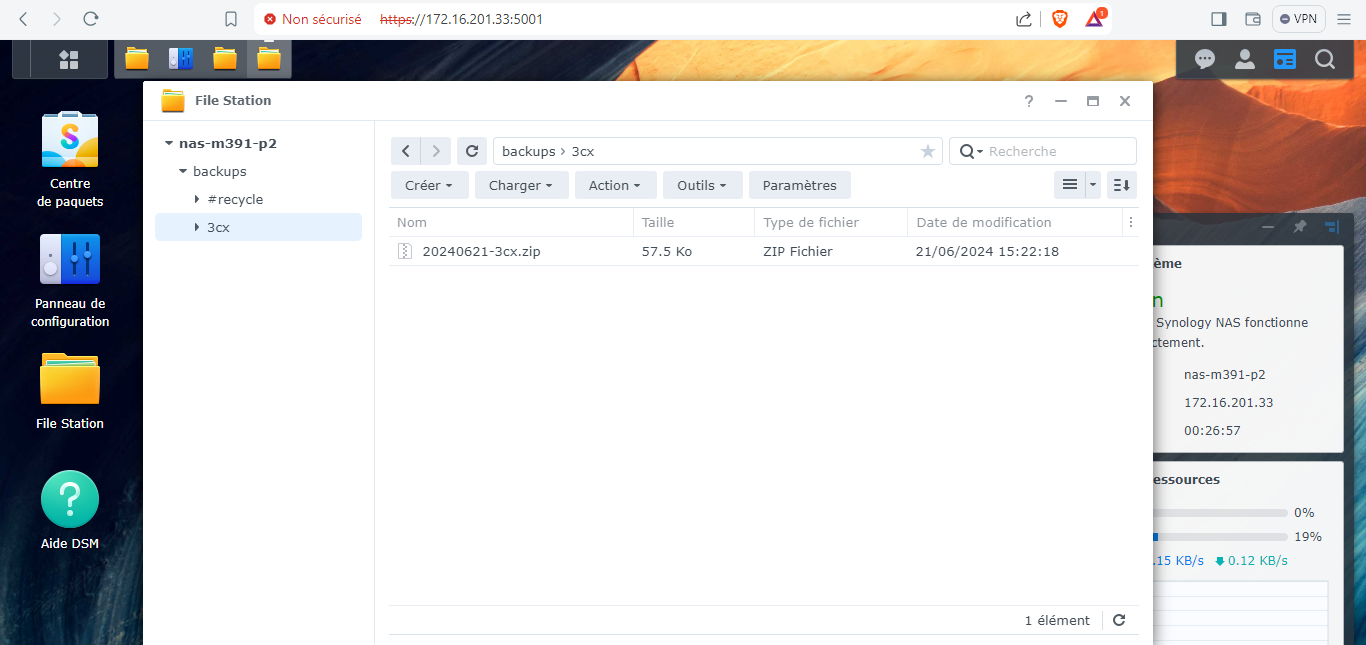 Non sécurisé https://172.16.201.33:5001
1
VPN
File Station
?
nas-m391-p2
backups
#recycle
3cx
backups › 3cx
Recherche
Créer
Charger
Action
Outils
Paramètres
Nom
Taille
Type de fichier
Date de modification
20240621-3cx.zip
57.5 Ko
ZIP Fichier
21/06/2024 15:22:18
1 élément
S
Centre
de paquets
Panneau de
configuration
File Station
?
Aide DSM
ème
n
Synology NAS fonctionne
ctement.
nas-m391-p2
172.16.201.33
00:26:57
essources
0%
19%
.15 KB/s
0.12 KB/s